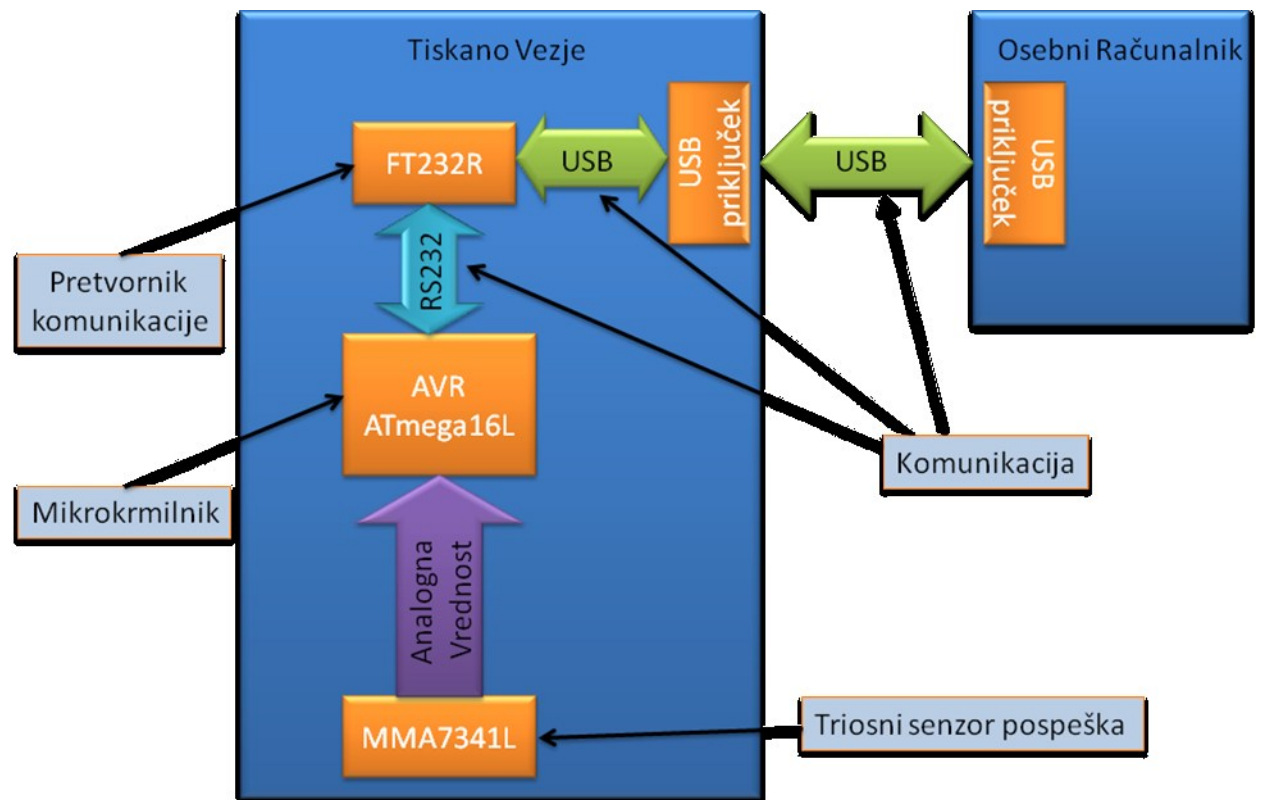 Tiskano Vezje
Osebni Računalnik
FT232R
USB
USB
priključek
USB
USB
priključek
RS232
Pretvornik
komunikacije
AVR
ATmega16L
Komunikacija
Mikrokrmilnik
Analogna
Vrednost
Triosni senzor pospeška
MMA7341L